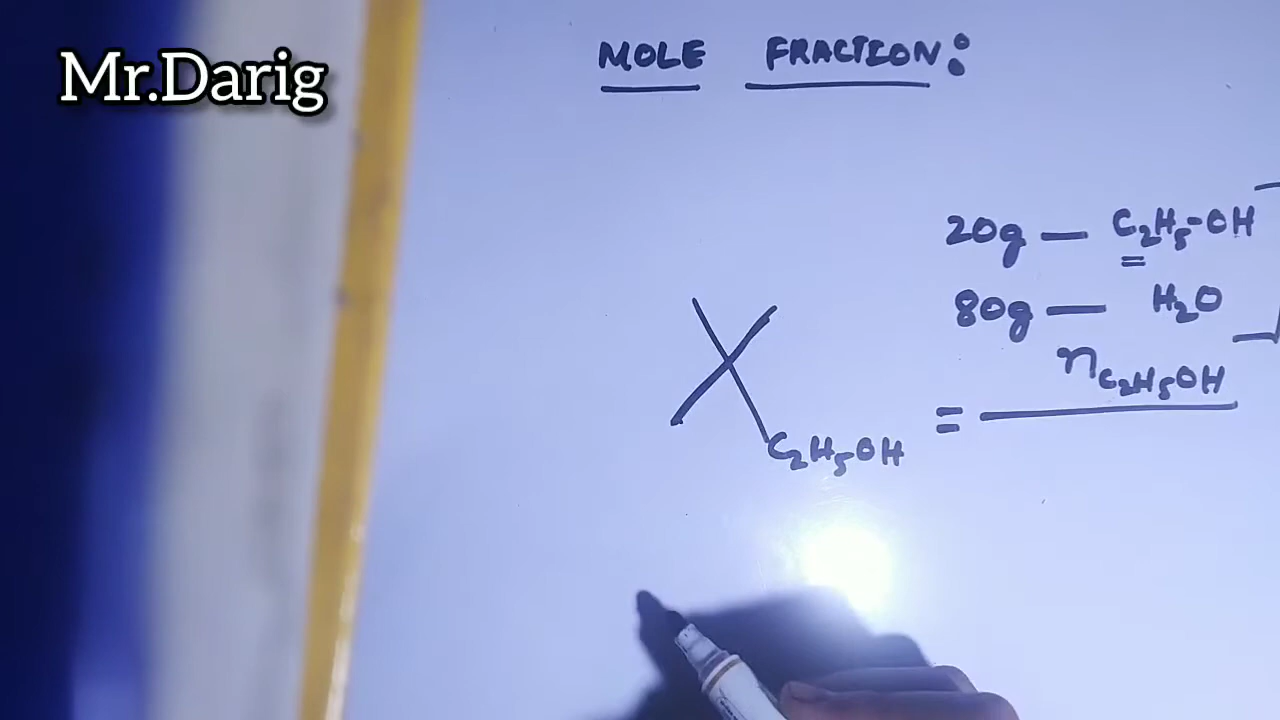 Mr.Darig
MOLE FRACTION:
20g — C₂H₅-OH
80g — H₂O
X C₂H₅OH = n C₂H₅OH